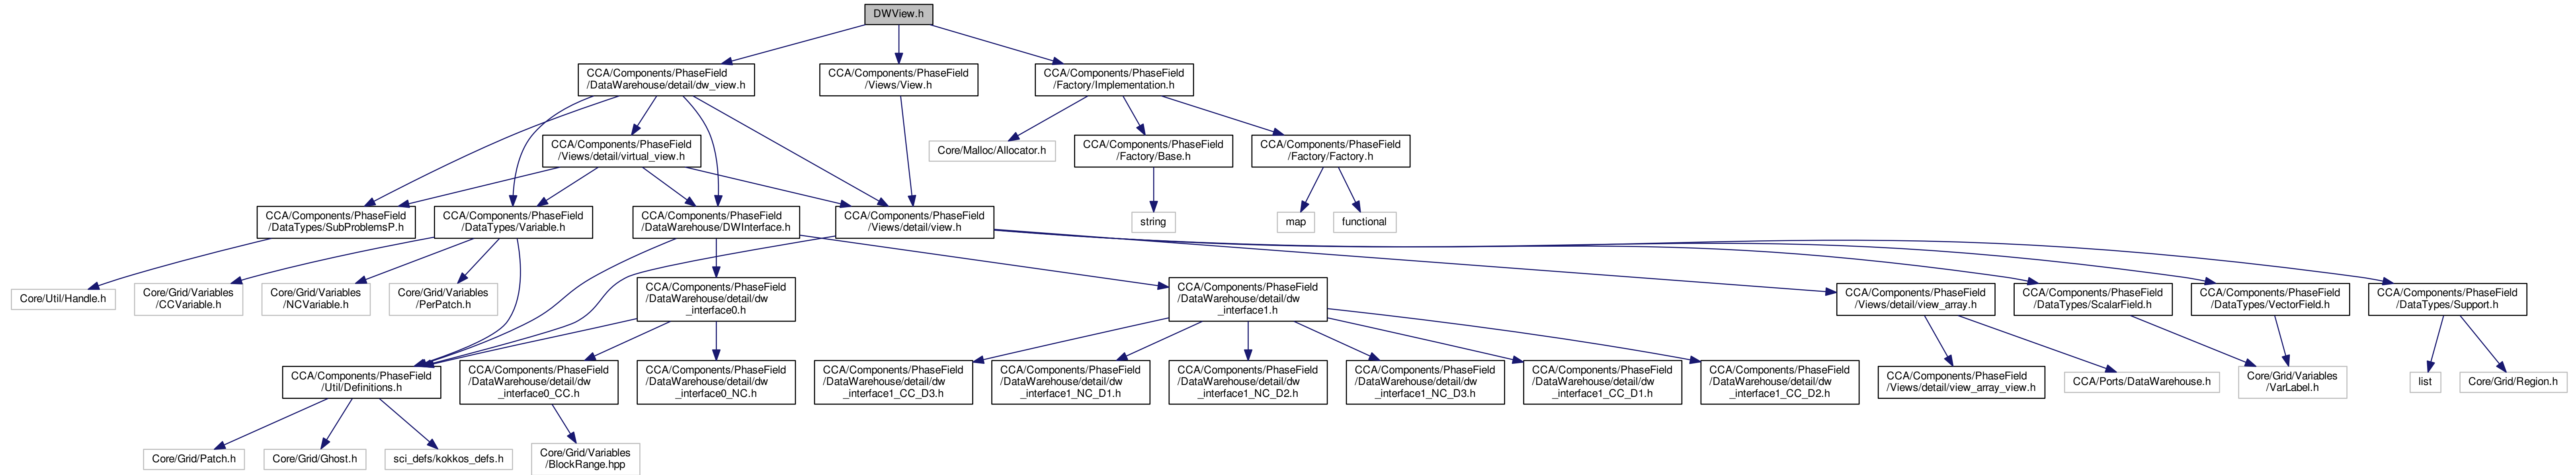 DWView.h
CCA/Components/PhaseField
/DataWarehouse/detail/dw_view.h
CCA/Components/PhaseField
/Views/View.h
CCA/Components/PhaseField
/Factory/Implementation.h
CCA/Components/PhaseField
/Views/detail/virtual_view.h
Core/Malloc/Allocator.h
CCA/Components/PhaseField
/Factory/Base.h
CCA/Components/PhaseField
/Factory/Factory.h
CCA/Components/PhaseField
/DataTypes/SubProblemsP.h
CCA/Components/PhaseField
/DataTypes/Variable.h
CCA/Components/PhaseField
/DataWarehouse/DWInterface.h
CCA/Components/PhaseField
/Views/detail/view.h
string
map
functional
Core/Util/Handle.h
Core/Grid/Variables
/CCVariable.h
Core/Grid/Variables
/NCVariable.h
Core/Grid/Variables
/PerPatch.h
CCA/Components/PhaseField
/DataWarehouse/detail/dw
_interface0.h
CCA/Components/PhaseField
/DataWarehouse/detail/dw
_interface1.h
CCA/Components/PhaseField
/Views/detail/view_array.h
CCA/Components/PhaseField
/DataTypes/ScalarField.h
CCA/Components/PhaseField
/DataTypes/VectorField.h
CCA/Components/PhaseField
/DataTypes/Support.h
CCA/Components/PhaseField
/Util/Definitions.h
CCA/Components/PhaseField
/DataWarehouse/detail/dw
_interface0_CC.h
CCA/Components/PhaseField
/DataWarehouse/detail/dw
_interface0_NC.h
CCA/Components/PhaseField
/DataWarehouse/detail/dw
_interface1_CC_D3.h
CCA/Components/PhaseField
/DataWarehouse/detail/dw
_interface1_NC_D1.h
CCA/Components/PhaseField
/DataWarehouse/detail/dw
_interface1_NC_D2.h
CCA/Components/PhaseField
/DataWarehouse/detail/dw
_interface1_NC_D3.h
CCA/Components/PhaseField
/DataWarehouse/detail/dw
_interface1_CC_D1.h
CCA/Components/PhaseField
/DataWarehouse/detail/dw
_interface1_CC_D2.h
CCA/Components/PhaseField
/Views/detail/view_array_view.h
CCA/Ports/DataWarehouse.h
Core/Grid/Variables
/VarLabel.h
list
Core/Grid/Region.h
Core/Grid/Patch.h
Core/Grid/Ghost.h
sci_defs/kokkos_defs.h
Core/Grid/Variables
/BlockRange.hpp